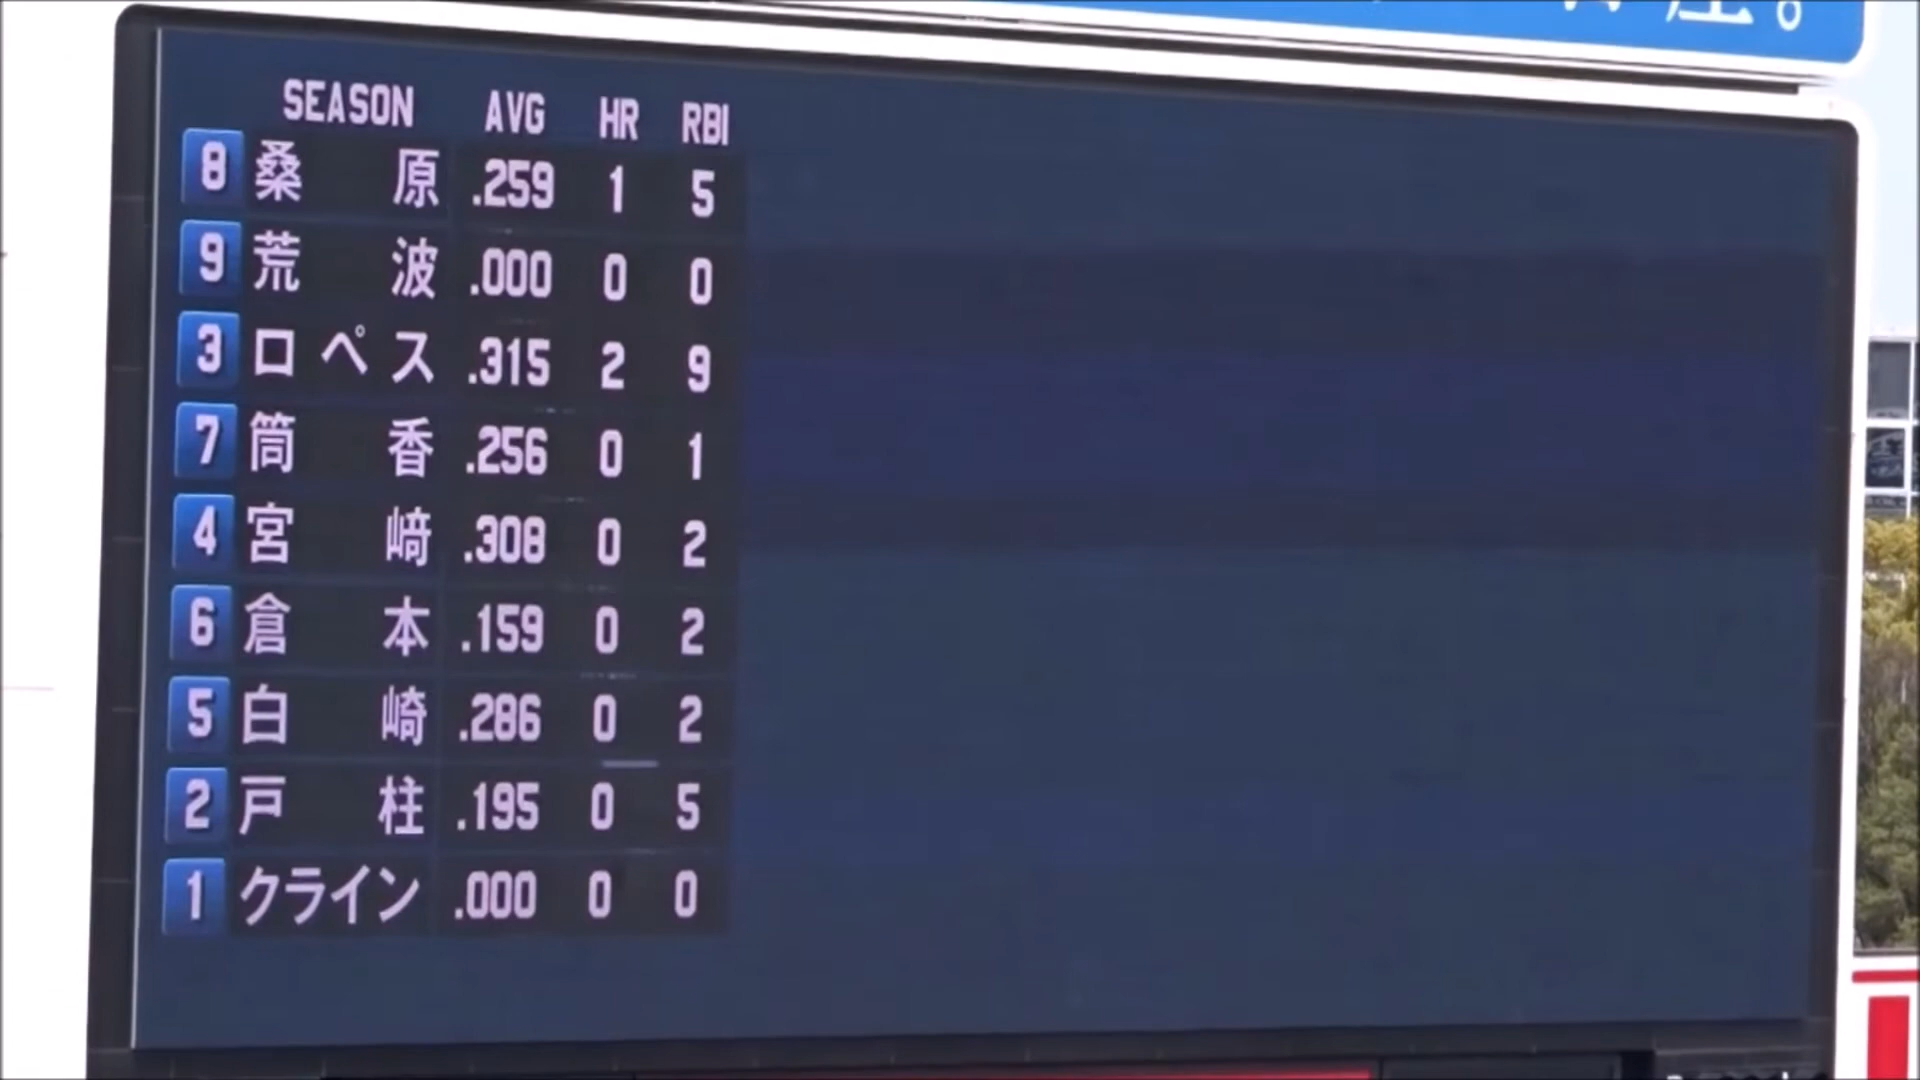 SEASON AVG HR RBI
8 桑原 .259 1 5
9 荒波 .000 0 0
3 ロペス .315 2 9
7 筒香 .256 0 1
4 宮﨑 .308 0 2
6 倉本 .159 0 2
5 白崎 .286 0 2
2 戸柱 .195 0 5
1 クライン .000 0 0